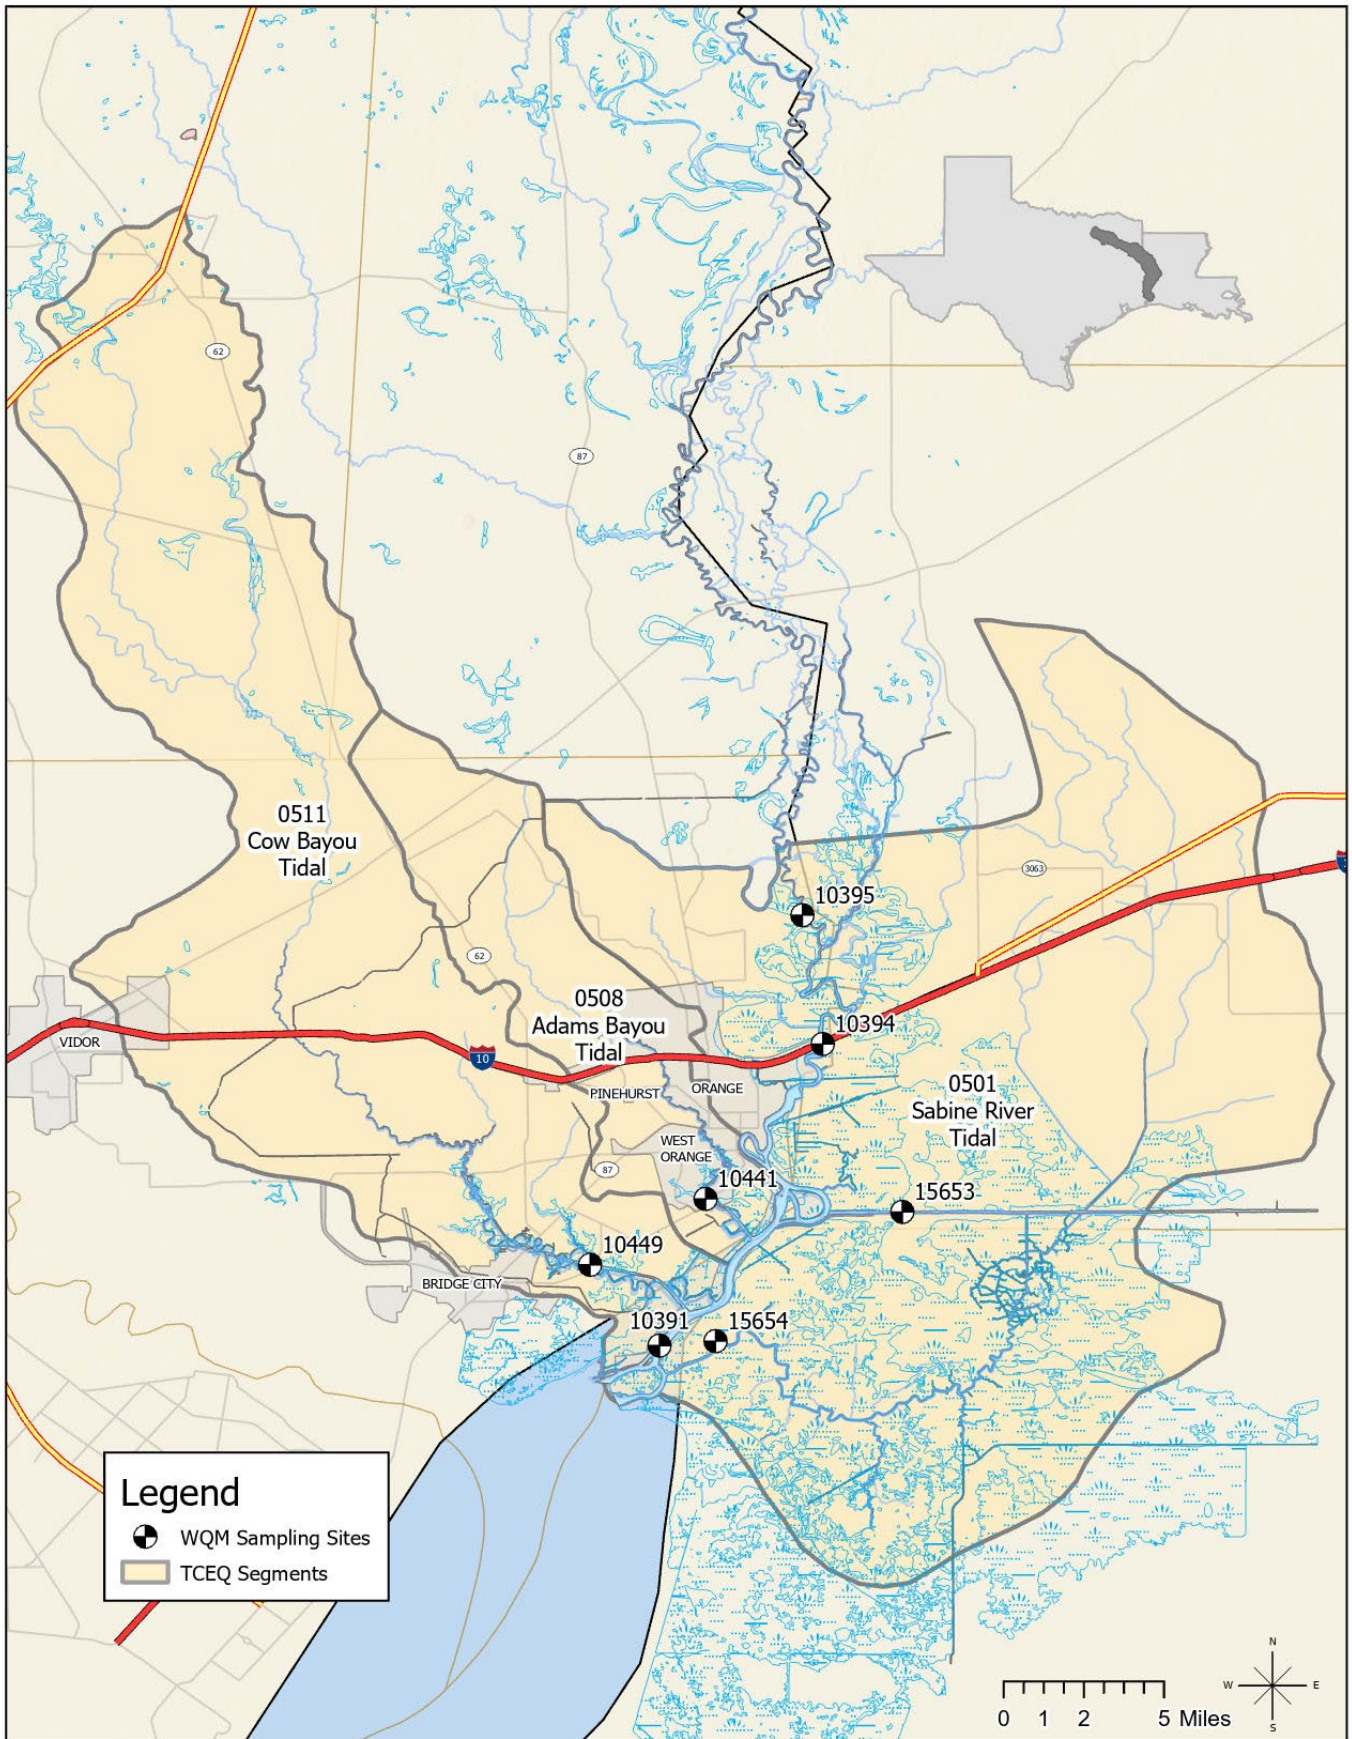 62
87
0511
Cow Bayou
Tidal
3063
10395
62
0508
Adams Bayou
Tidal
10394
VIDOR
10
PINEHURST
ORANGE
0501
Sabine River
Tidal
WEST
ORANGE
87
10441
15653
10449
BRIDGE CITY
10391
15654
Legend
WQM Sampling Sites
TCEQ Segments
N
W
E
S
0 1 2 5 Miles